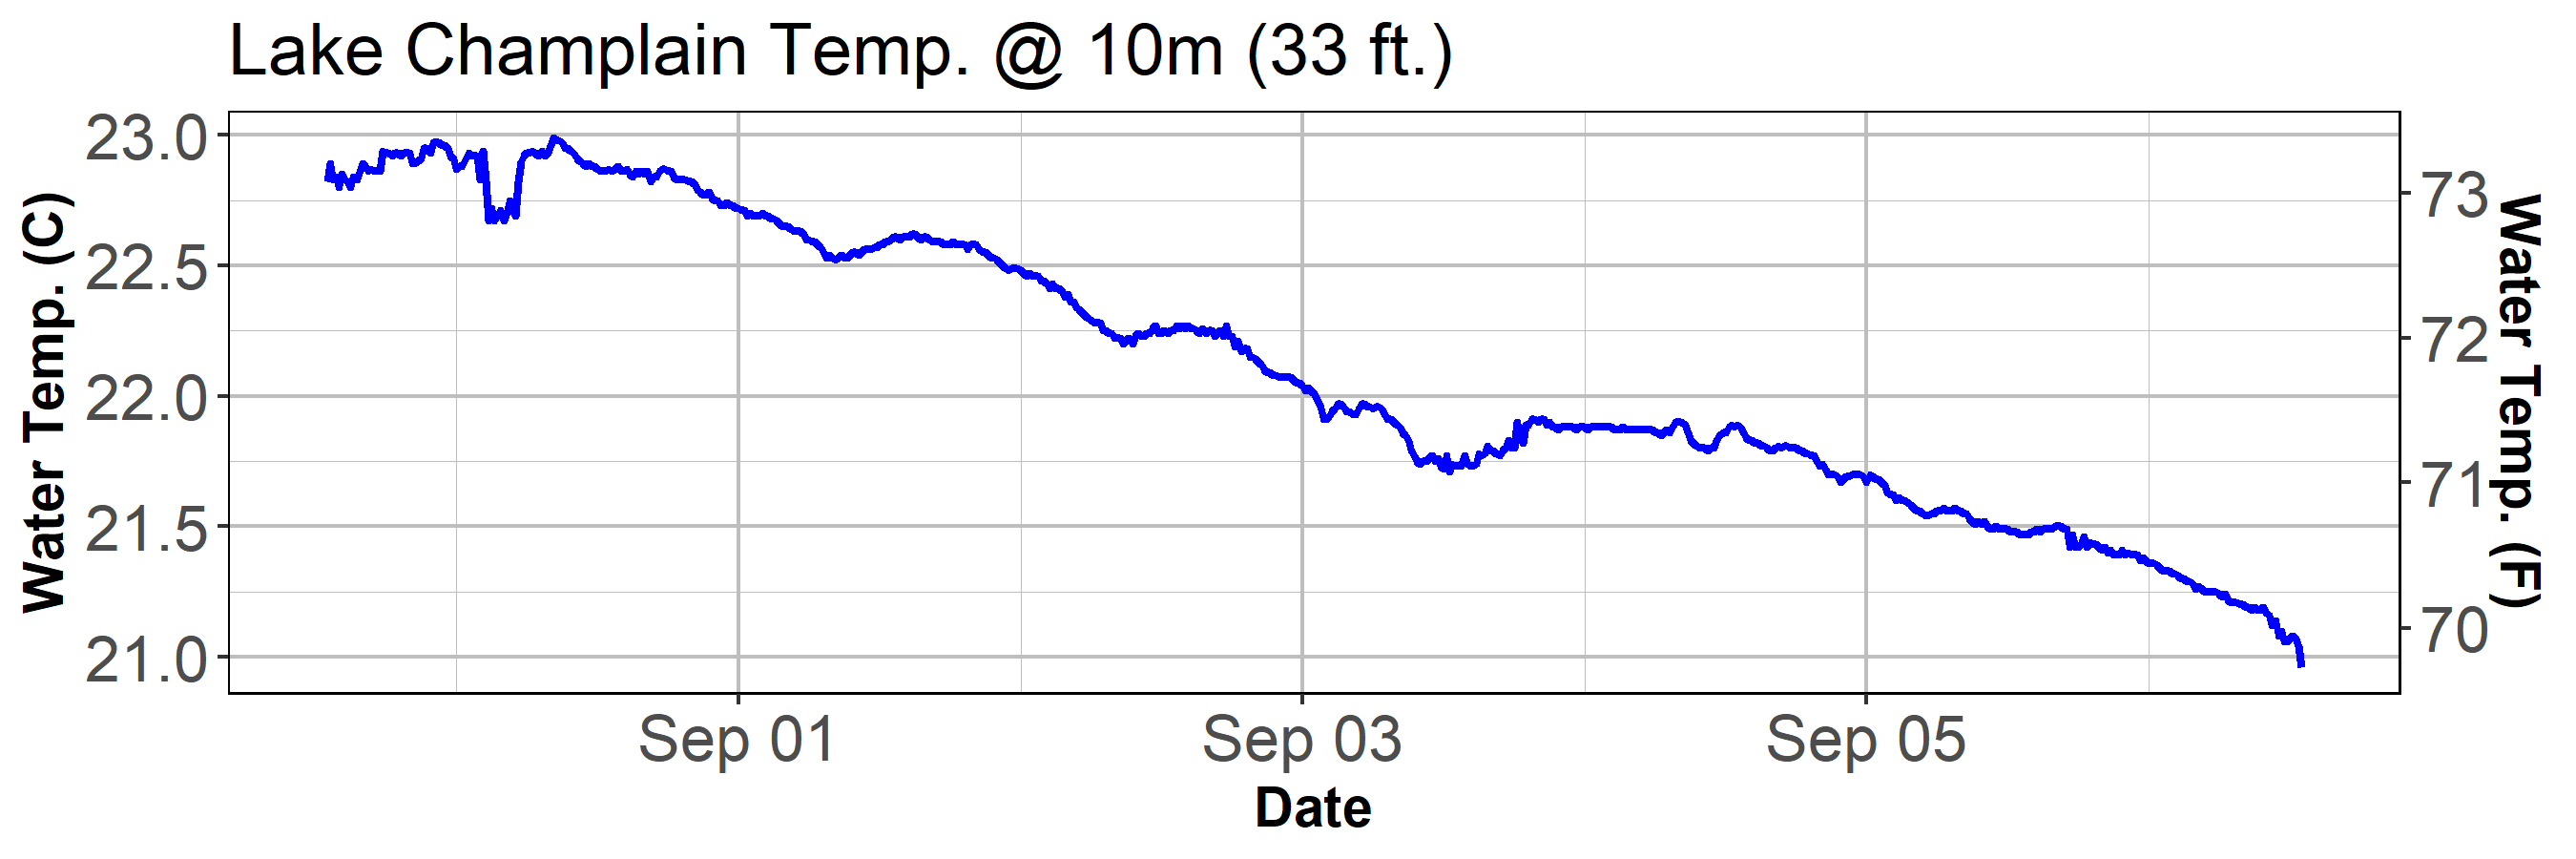 Lake Champlain Temp. @ 10m (33 ft.)
Water Temp. (C)
23.0
22.5
22.0
21.5
21.0
73
72
71
70
Water Temp. (F)
Sep 01 Sep 03 Sep 05
Date